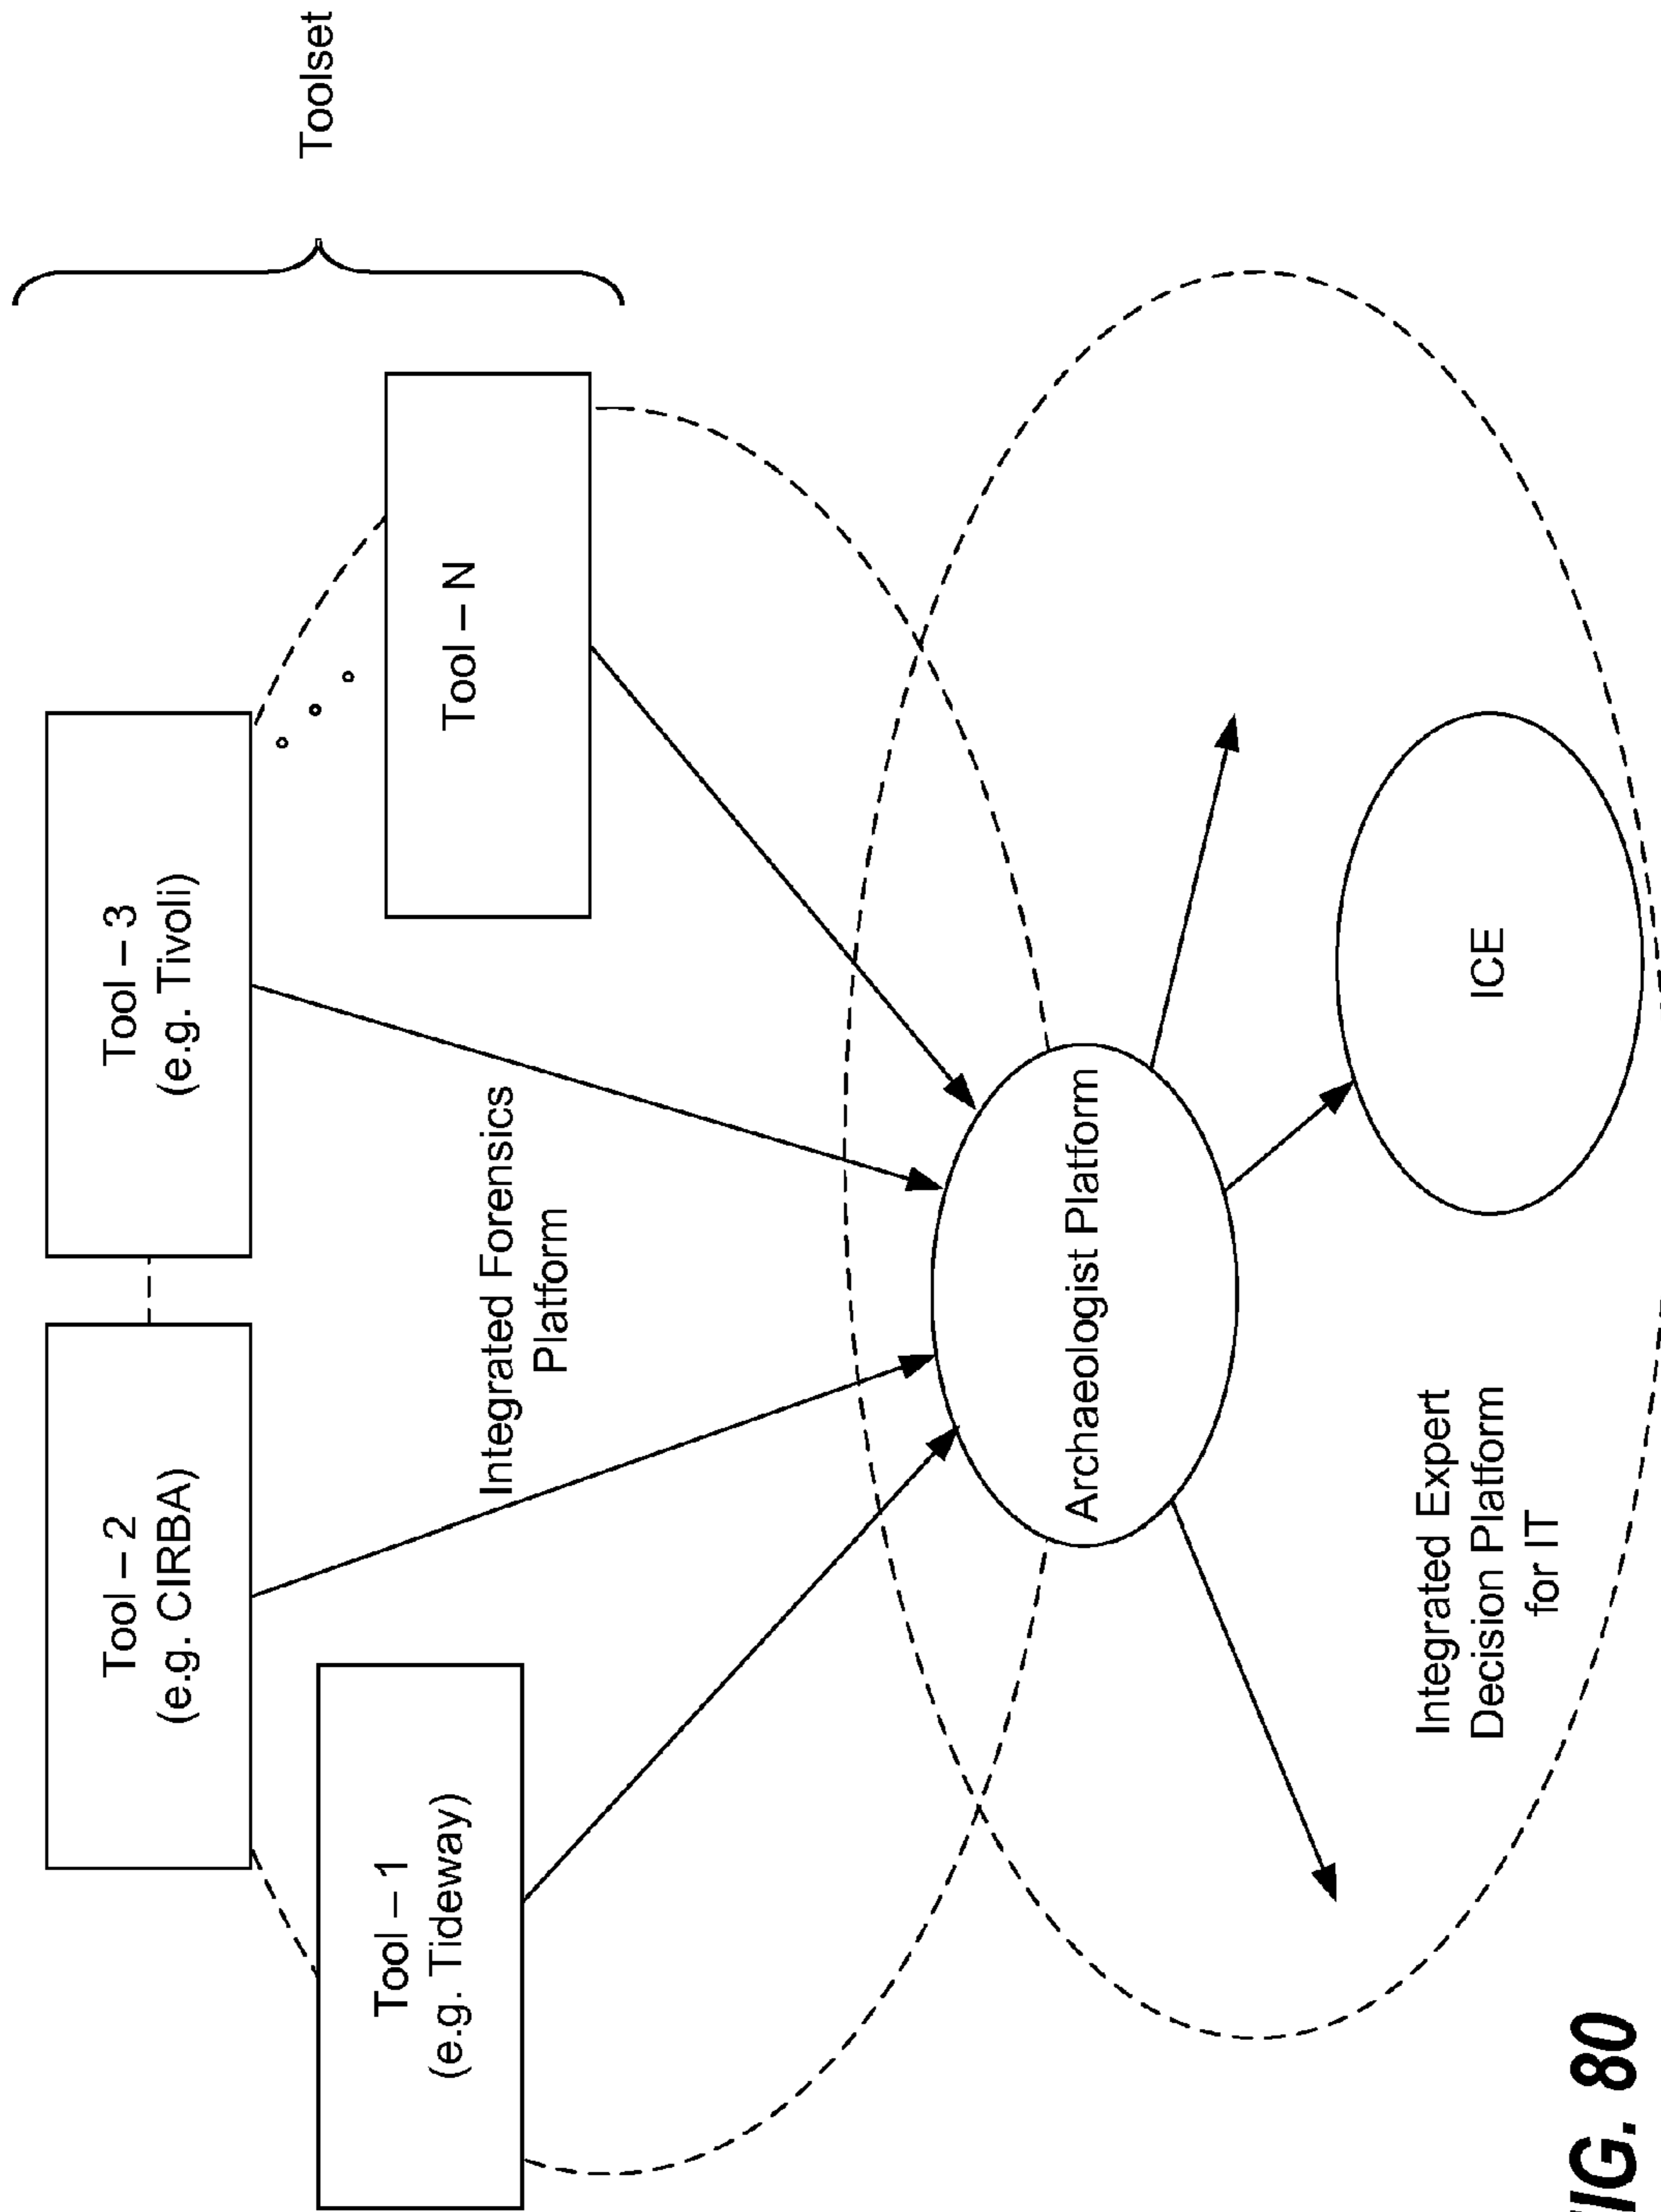 Toolset
Tool – 2
(e.g. CIRBA)
Tool – 3
(e.g. Tivoli)
Tool – 1
(e.g. Tideway)
Tool – N
Integrated Forensics
Platform
Archaeologist Platform
Integrated Expert
Decision Platform
for IT
ICE
IG. 80